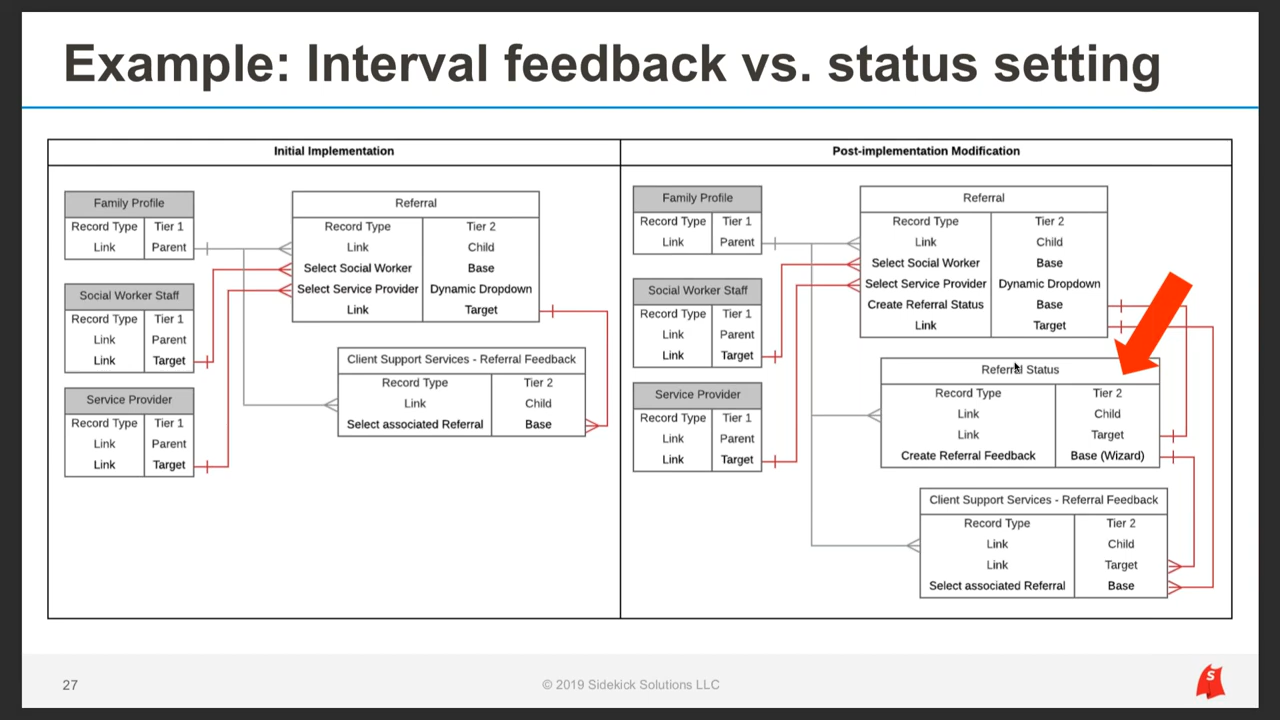 Example: Interval feedback vs. status setting
Initial Implementation
Family Profile
Record Type Tier 1
Link Parent
Social Worker Staff
Record Type Tier 1
Link Parent
Link Target
Service Provider
Record Type Tier 1
Link Parent
Link Target
Referral
Record Type Tier 2
Link Child
Select Social Worker Base
Select Service Provider Dynamic Dropdown
Link Target
Client Support Services - Referral Feedback
Record Type Tier 2
Link Child
Select associated Referral Base
Post-implementation Modification
Family Profile
Record Type Tier 1
Link Parent
Social Worker Staff
Record Type Tier 1
Link Parent
Link Target
Service Provider
Record Type Tier 1
Link Parent
Link Target
Referral
Record Type Tier 2
Link Child
Select Social Worker Base
Select Service Provider Dynamic Dropdown
Create Referral Status Base
Link Target
Referral Status
Record Type Tier 2
Link Child
Link Target
Create Referral Feedback Base (Wizard)
Client Support Services - Referral Feedback
Record Type Tier 2
Link Child
Link Target
Select associated Referral Base
27
© 2019 Sidekick Solutions LLC
S